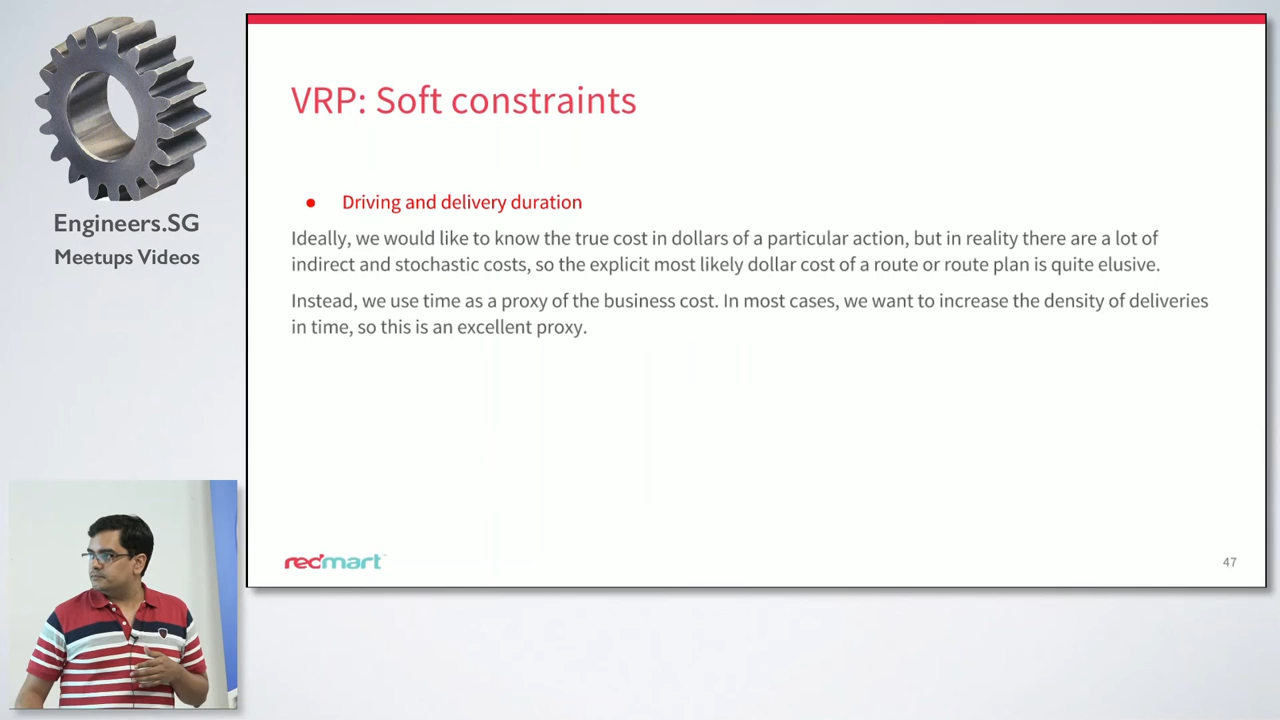 Engineers.SG
Meetups Videos
VRP: Soft constraints
● Driving and delivery duration
Ideally, we would like to know the true cost in dollars of a particular action, but in reality there are a lot of
indirect and stochastic costs, so the explicit most likely dollar cost of a route or route plan is quite elusive.
Instead, we use time as a proxy of the business cost. In most cases, we want to increase the density of deliveries
in time, so this is an excellent proxy.
redmart
47